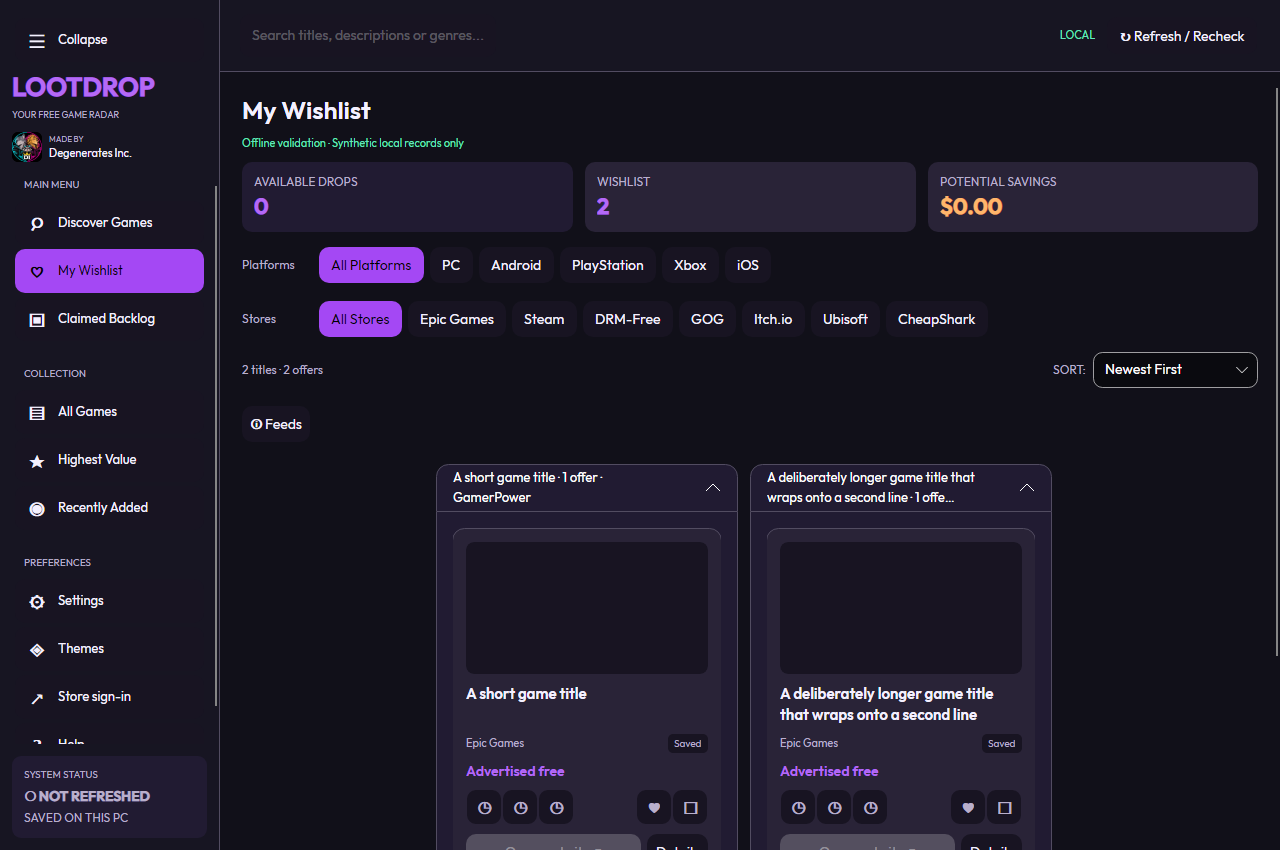 Collapse
LOOTDROP
YOUR FREE GAME RADAR
MADE BY
Degenerates Inc.
MAIN MENU
Discover Games
My Wishlist
Claimed Backlog
COLLECTION
All Games
Highest Value
Recently Added
PREFERENCES
Settings
Themes
Store sign-in
Help
SYSTEM STATUS
NOT REFRESHED
SAVED ON THIS PC
Search titles, descriptions or genres...
LOCAL
↻ Refresh / Recheck
My Wishlist
Offline validation · Synthetic local records only
AVAILABLE DROPS
0
WISHLIST
2
POTENTIAL SAVINGS
$0.00
Platforms
All Platforms
PC
Android
PlayStation
Xbox
iOS
Stores
All Stores
Epic Games
Steam
DRM-Free
GOG
Itch.io
Ubisoft
CheapShark
2 titles · 2 offers
SORT:
Newest First
Feeds
A short game title · 1 offer ·
GamerPower
A short game title
Epic Games
Saved
Advertised free
A deliberately longer game title that
wraps onto a second line · 1 offe...
A deliberately longer game title
that wraps onto a second line
Epic Games
Saved
Advertised free